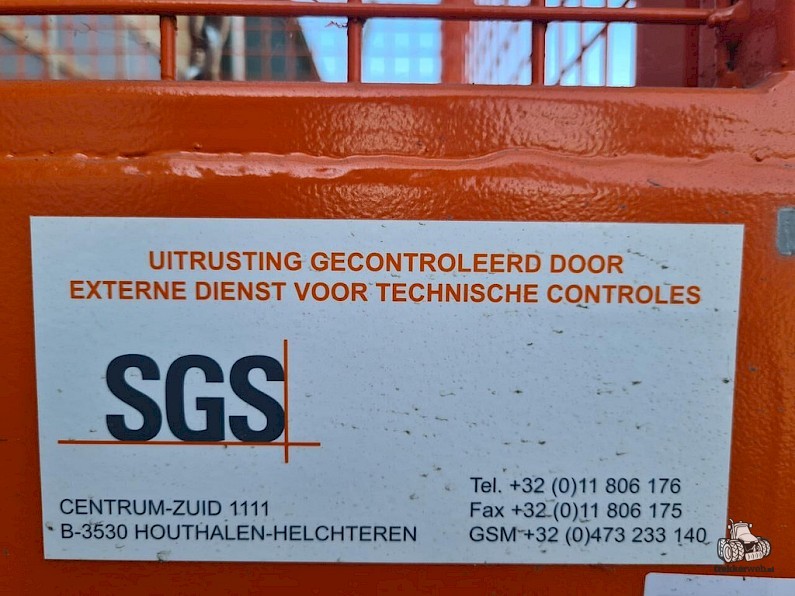 UITRUSTING GECONTROLEERD DOOR
EXTERNE DIENST VOOR TECHNISCHE CONTROLES
SGS
CENTRUM-ZUID 1111
B-3530 HOUTHALEN-HELCHTEREN
Tel. +32 (0)11 806 176
Fax +32 (0)11 806 175
GSM +32 (0)473 233 140